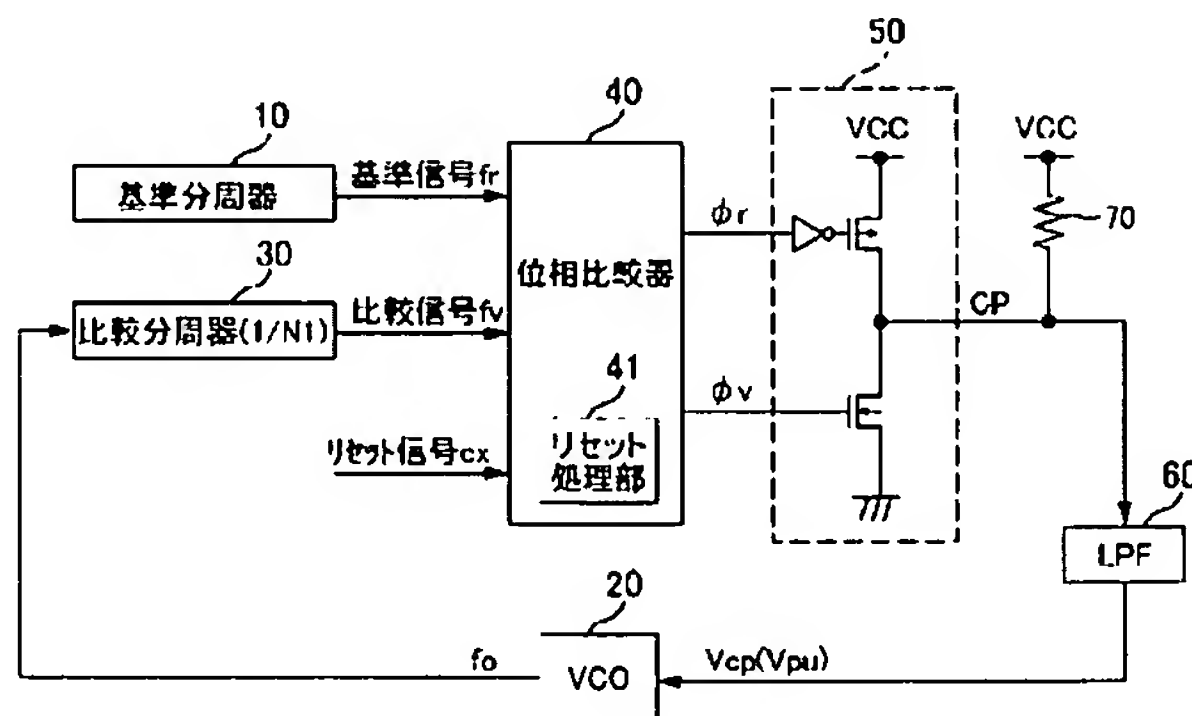 50
40
10
VCC
VCC
基準分周器
基準信号fr
φr
70
30
位相比較器
比較分周器(1/N1)
比較信号fv
CP
41
φv
リセット信号cx
リセット
処理部
60
LPF
20
fo
VCO
Vcp(Vpu)